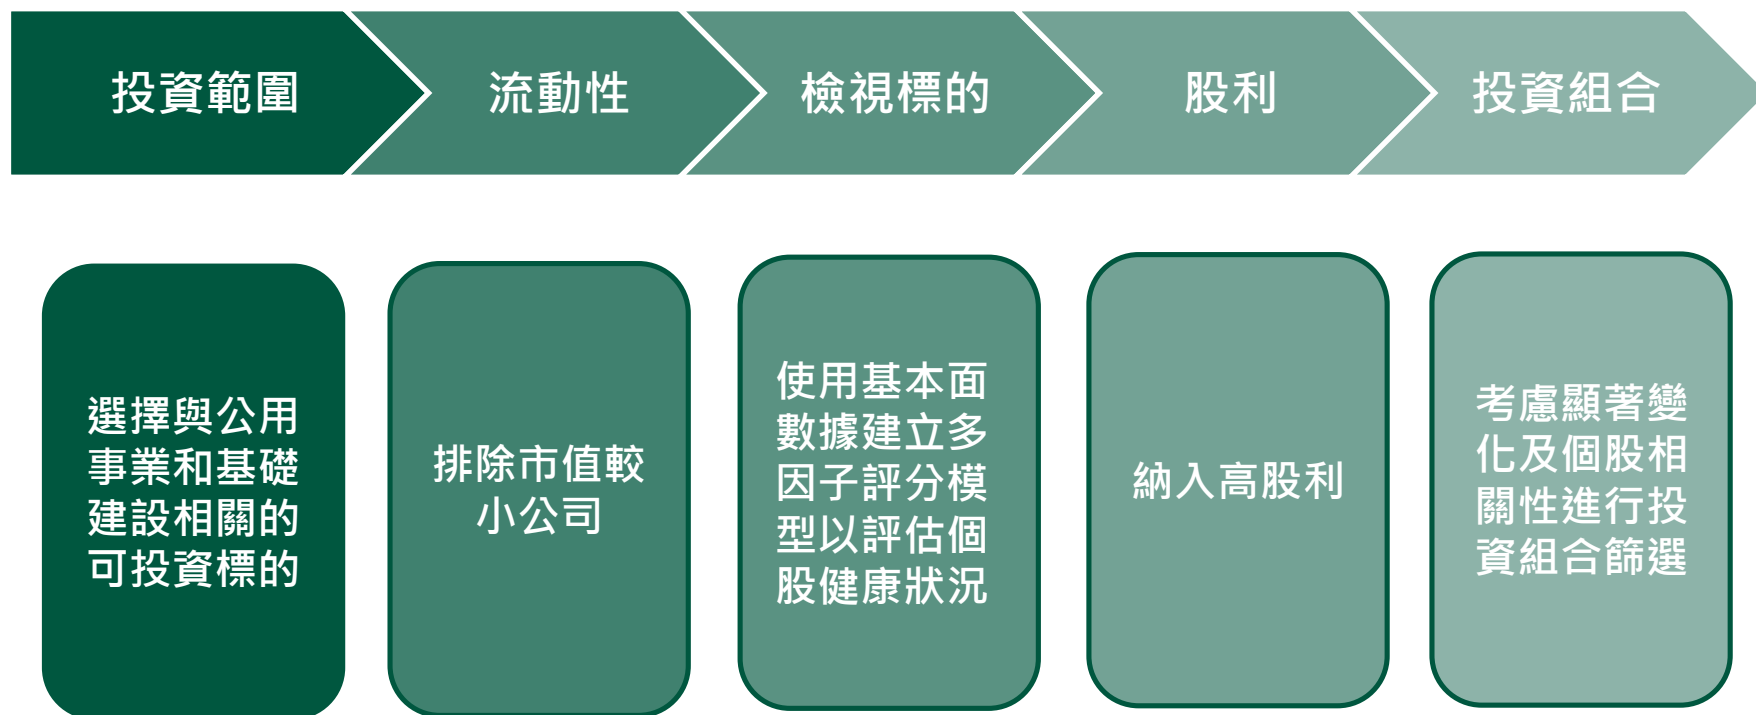 投資範圍
流動性
檢視標的
股利
投資組合
選擇與公用
事業和基礎
建設相關的
可投資標的
排除市值較
小公司
使用基本面
數據建立多
因子評分模
型以評估個
股健康狀況
納入高股利
考慮顯著變
化及個股相
關性進行投
資組合篩選